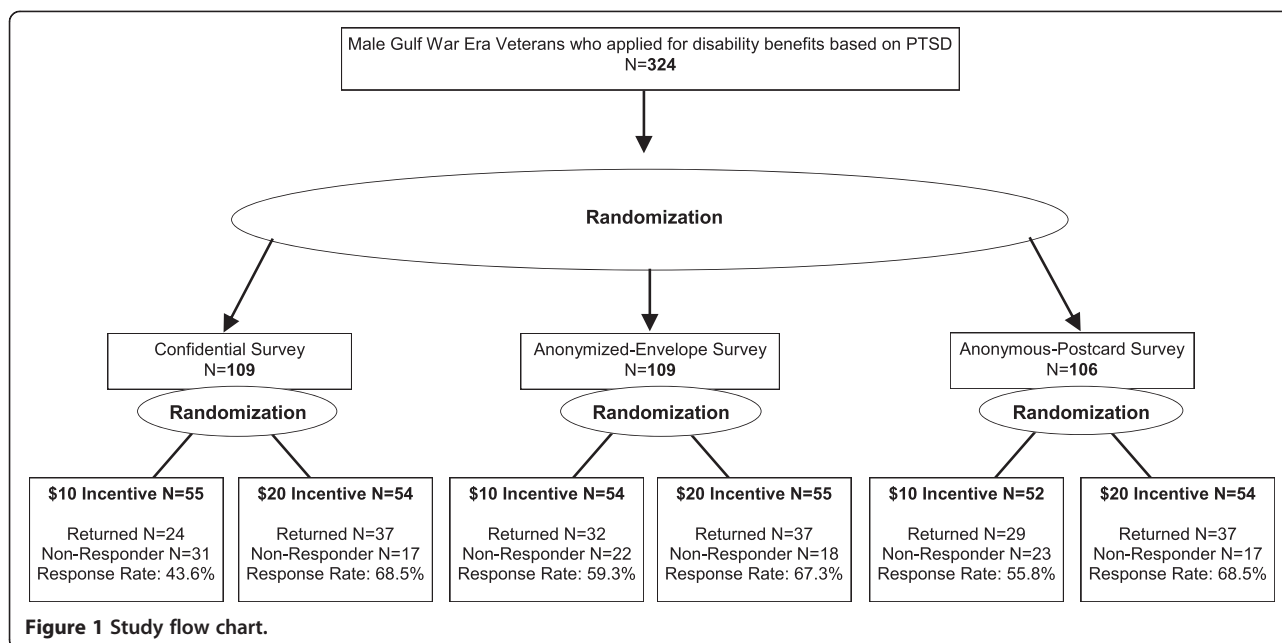 Male Gulf War Era Veterans who applied for disability benefits based on PTSD
N=324
Randomization
Confidential Survey
N=109
Anonymized-Envelope Survey
N=109
Anonymous-Postcard Survey
N=106
Randomization
Randomization
Randomization
$10 Incentive N=55
Returned N=24
Non-Responder N=31
Response Rate: 43.6%
$20 Incentive N=54
Returned N=37
Non-Responder N=17
Response Rate: 68.5%
$10 Incentive N=54
Returned N=32
Non-Responder N=22
Response Rate: 59.3%
$20 Incentive N=55
Returned N=37
Non-Responder N=18
Response Rate: 67.3%
$10 Incentive N=52
Returned N=29
Non-Responder N=23
Response Rate: 55.8%
$20 Incentive N=54
Returned N=37
Non-Responder N=17
Response Rate: 68.5%
Figure 1 Study flow chart.